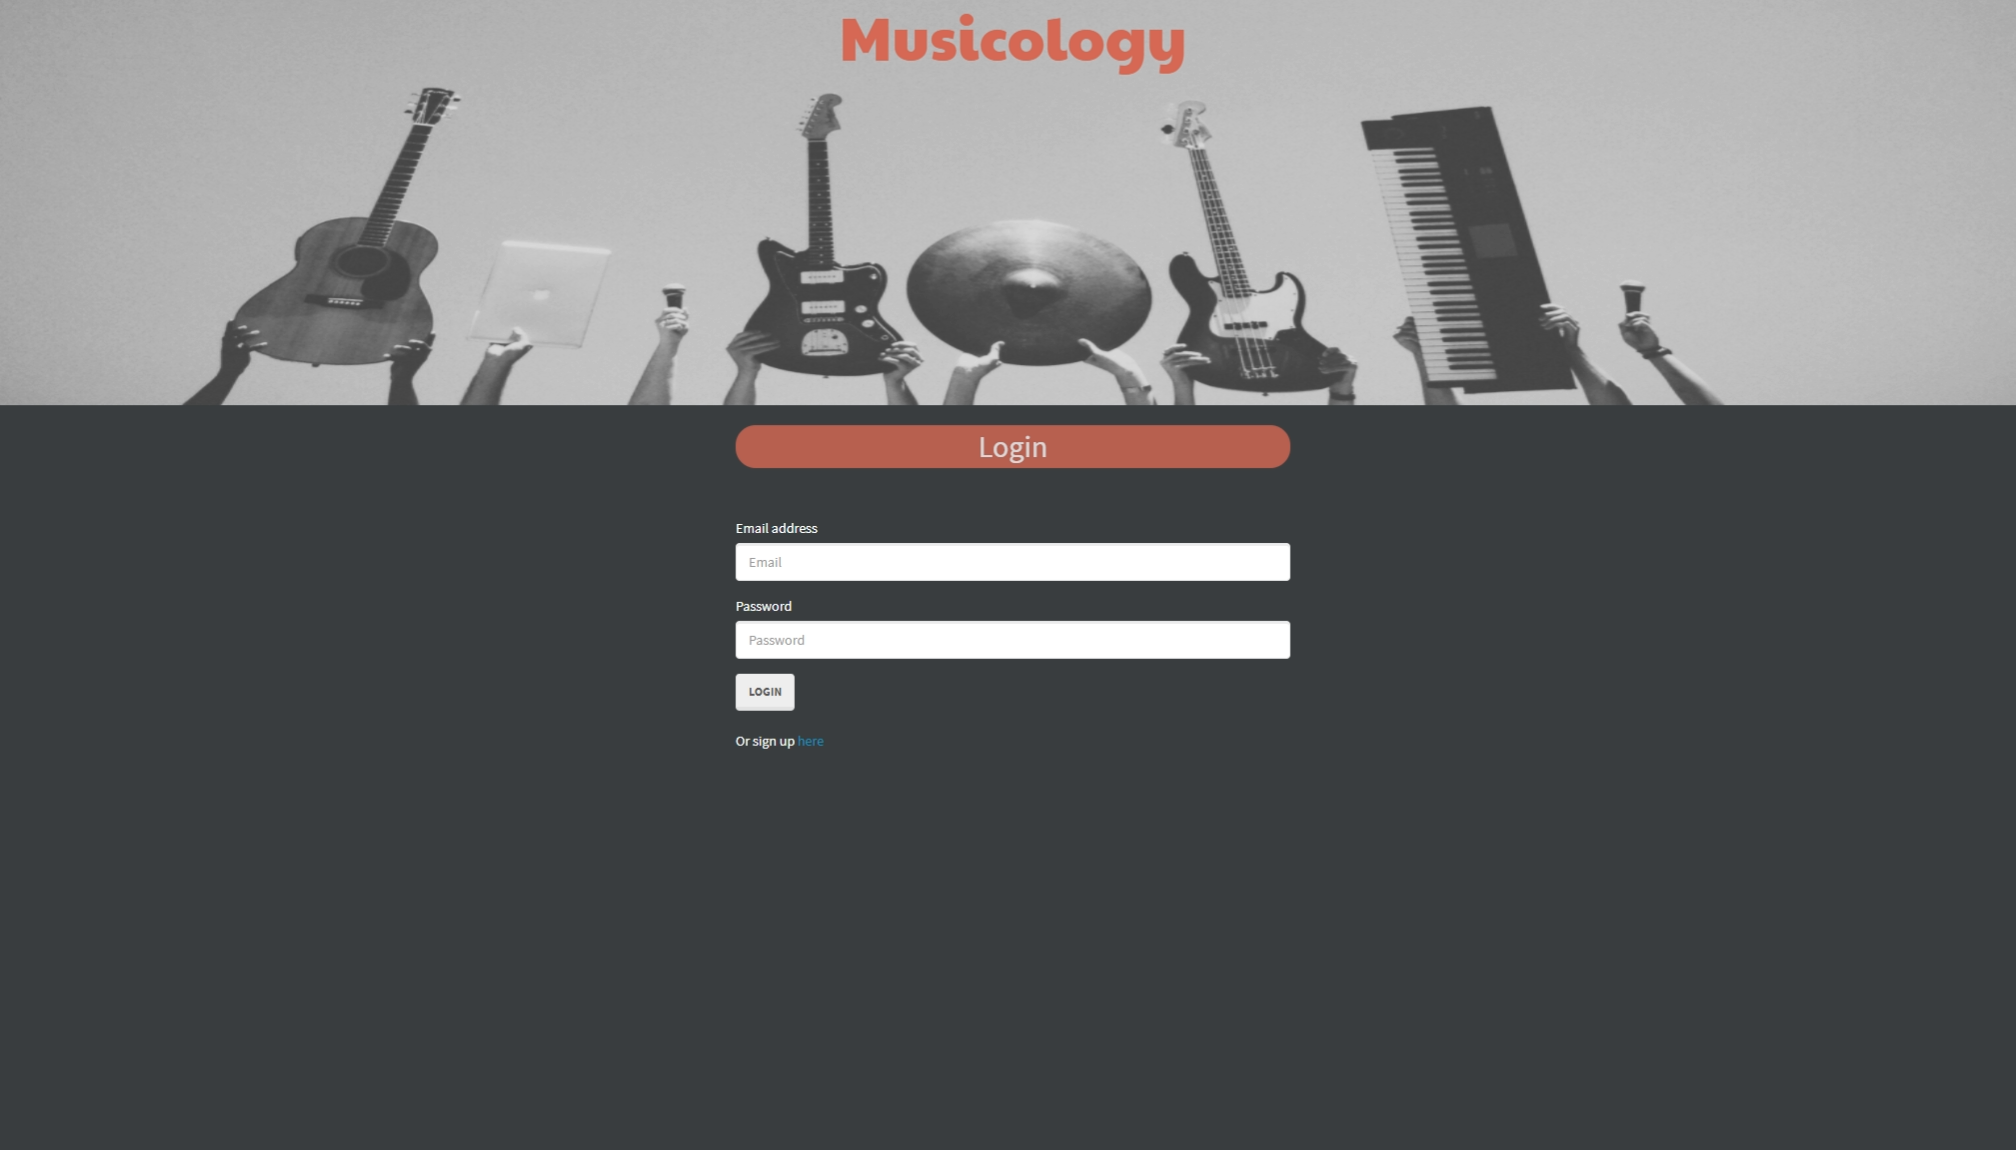 Musicology
Login
Email address
Email
Password
Password
LOGIN
Or sign up here